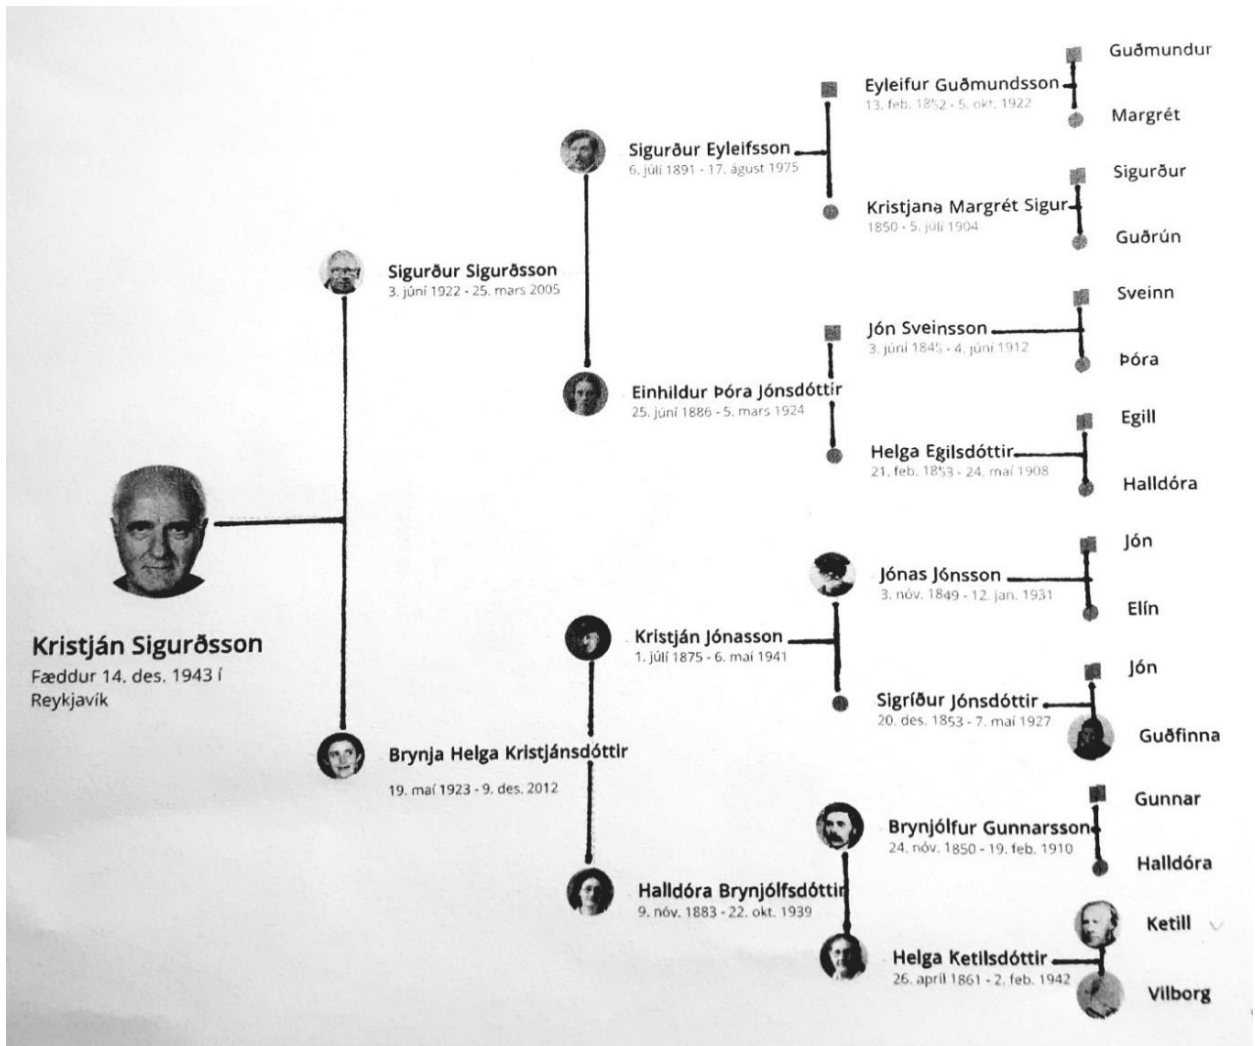 Guðmundur
Eyleifur Guðmundsson
13. feb. 1852 - 5. okt. 1922
Margrét
Sigurður Eyleifsson
6. júlí 1891 - 17. ágúst 1975
Sigurður
Kristjana Margrét Sigur
1850 - 5. júlí 1904
Guðrún
Sigurður Sigurðsson
3. júní 1922 - 25. mars 2005
Sveinn
Jón Sveinsson
3. júní 1845 - 4. júní 1912
Þóra
Einhildur Þóra Jónsdóttir
25. júní 1886 - 5. mars 1924
Egill
Helga Egilsdóttir
21. feb. 1853 - 24. maí 1908
Halldóra
Kristján Sigurðsson
Fæddur 14. des. 1943 í
Reykjavík
Jón
Jónas Jónsson
3. nóv. 1849 - 12. jan. 1931
Elín
Kristján Jónasson
1. júlí 1875 - 6. maí 1941
Jón
Sigríður Jónsdóttir
20. des. 1853 - 7. maí 1927
Guðfinna
Brynja Helga Kristjánsdóttir
19. maí 1923 - 9. des. 2012
Gunnar
Brynjólfur Gunnarsson
24. nóv. 1850 - 19. feb. 1910
Halldóra
Halldóra Brynjólfsdóttir
9. nóv. 1883 - 22. okt. 1939
Ketill
Helga Ketilsdóttir
26. apríl 1861 - 2. feb. 1942
Vilborg